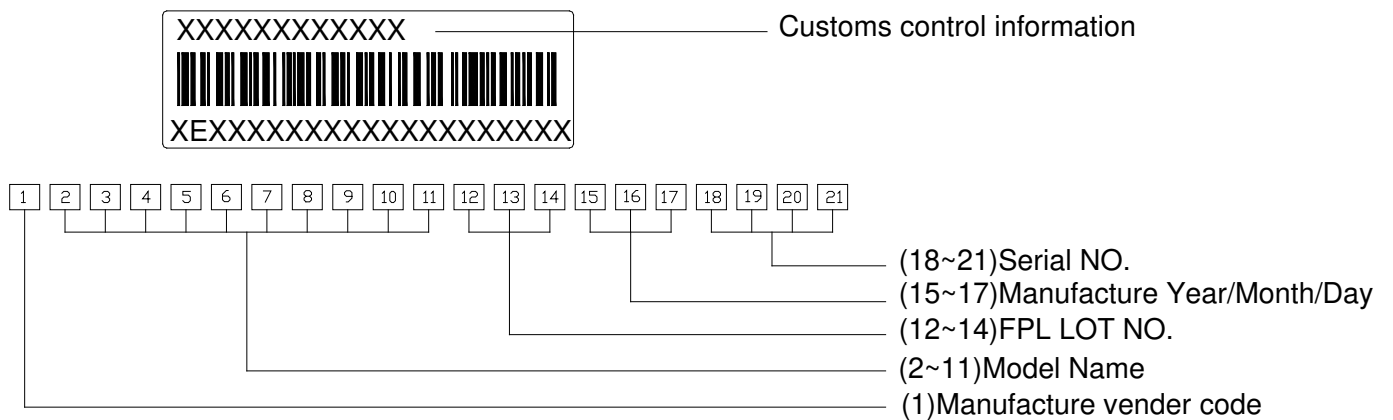 XXXXXXXXXXXX
Customs control information
XEXXXXXXXXXXXXXXXXXXX
1 2 3 4 5 6 7 8 9 10 11 12 13 14 15 16 17 18 19 20 21
(18~21)Serial NO.
(15~17)Manufacture Year/Month/Day
(12~14)FPL LOT NO.
(2~11)Model Name
(1)Manufacture vender code